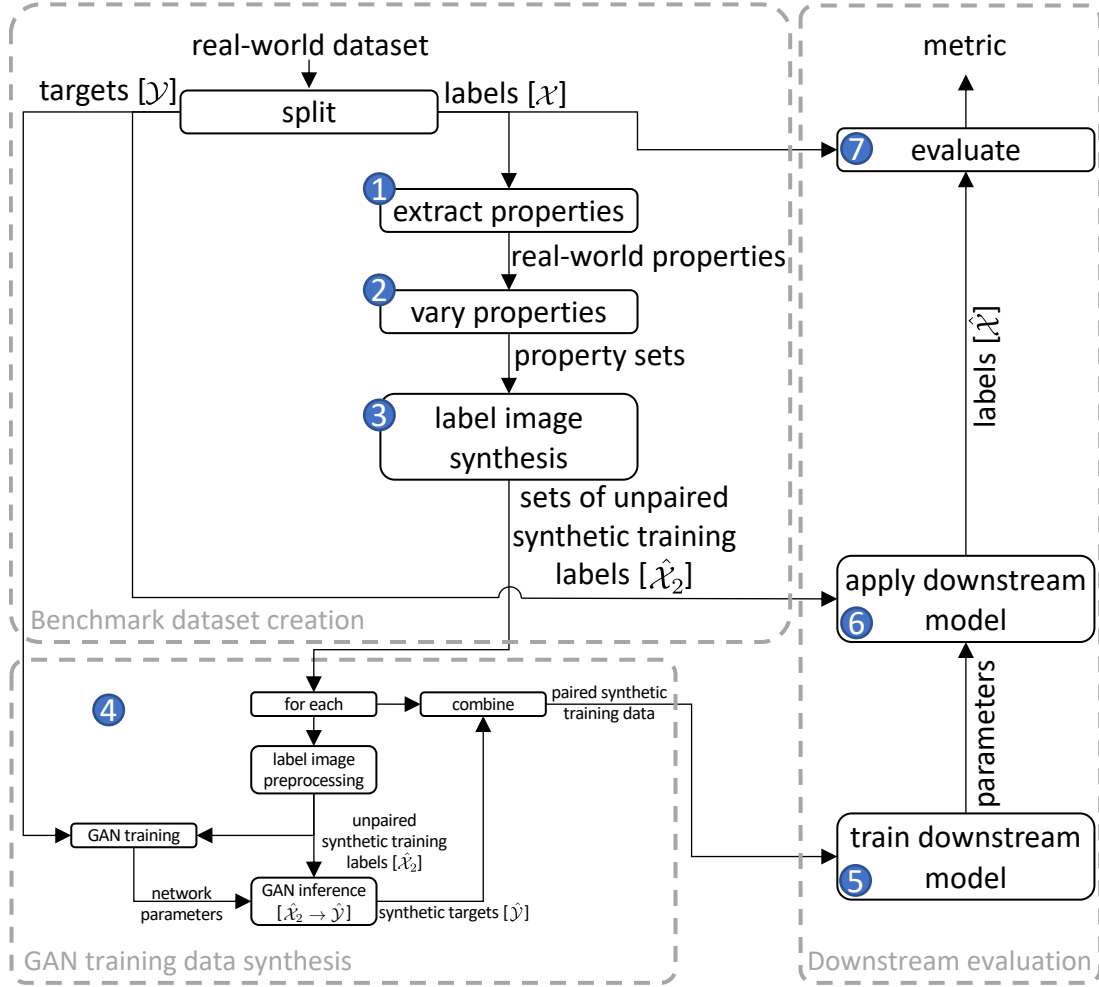 real-world dataset
targets [𝒴]
split
labels [𝒳]
1
extract properties
real-world properties
2
vary properties
property sets
3
label image
synthesis
sets of unpaired
synthetic training
labels [𝒳̂₂]
Benchmark dataset creation
4
for each
combine
paired synthetic
training data
label image
preprocessing
GAN training
unpaired
synthetic training
labels [𝒳̂₂]
network
parameters
GAN inference
[𝒳̂₂ → 𝒴̂]
synthetic targets [𝒴̂]
GAN training data synthesis
metric
7
evaluate
labels [𝒳̂]
apply downstream
model
6
parameters
train downstream
model
5
Downstream evaluation